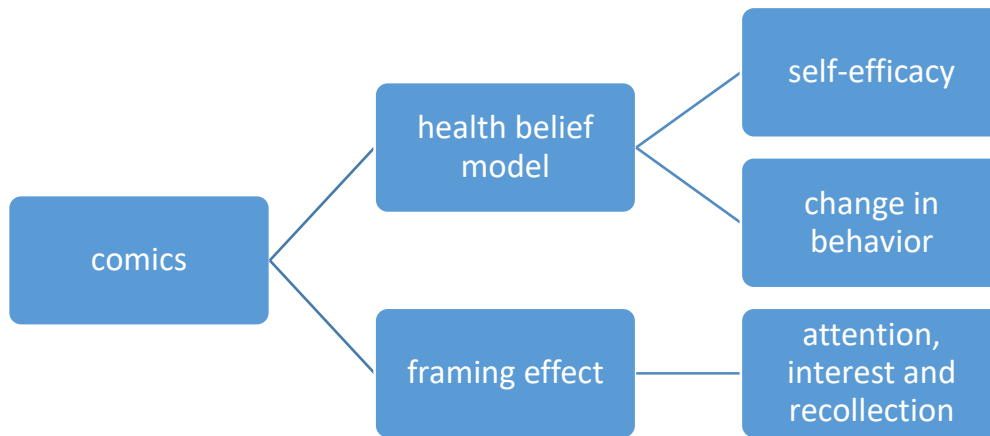 comics
health belief
model
self-efficacy
change in
behavior
framing effect
attention,
interest and
recollection